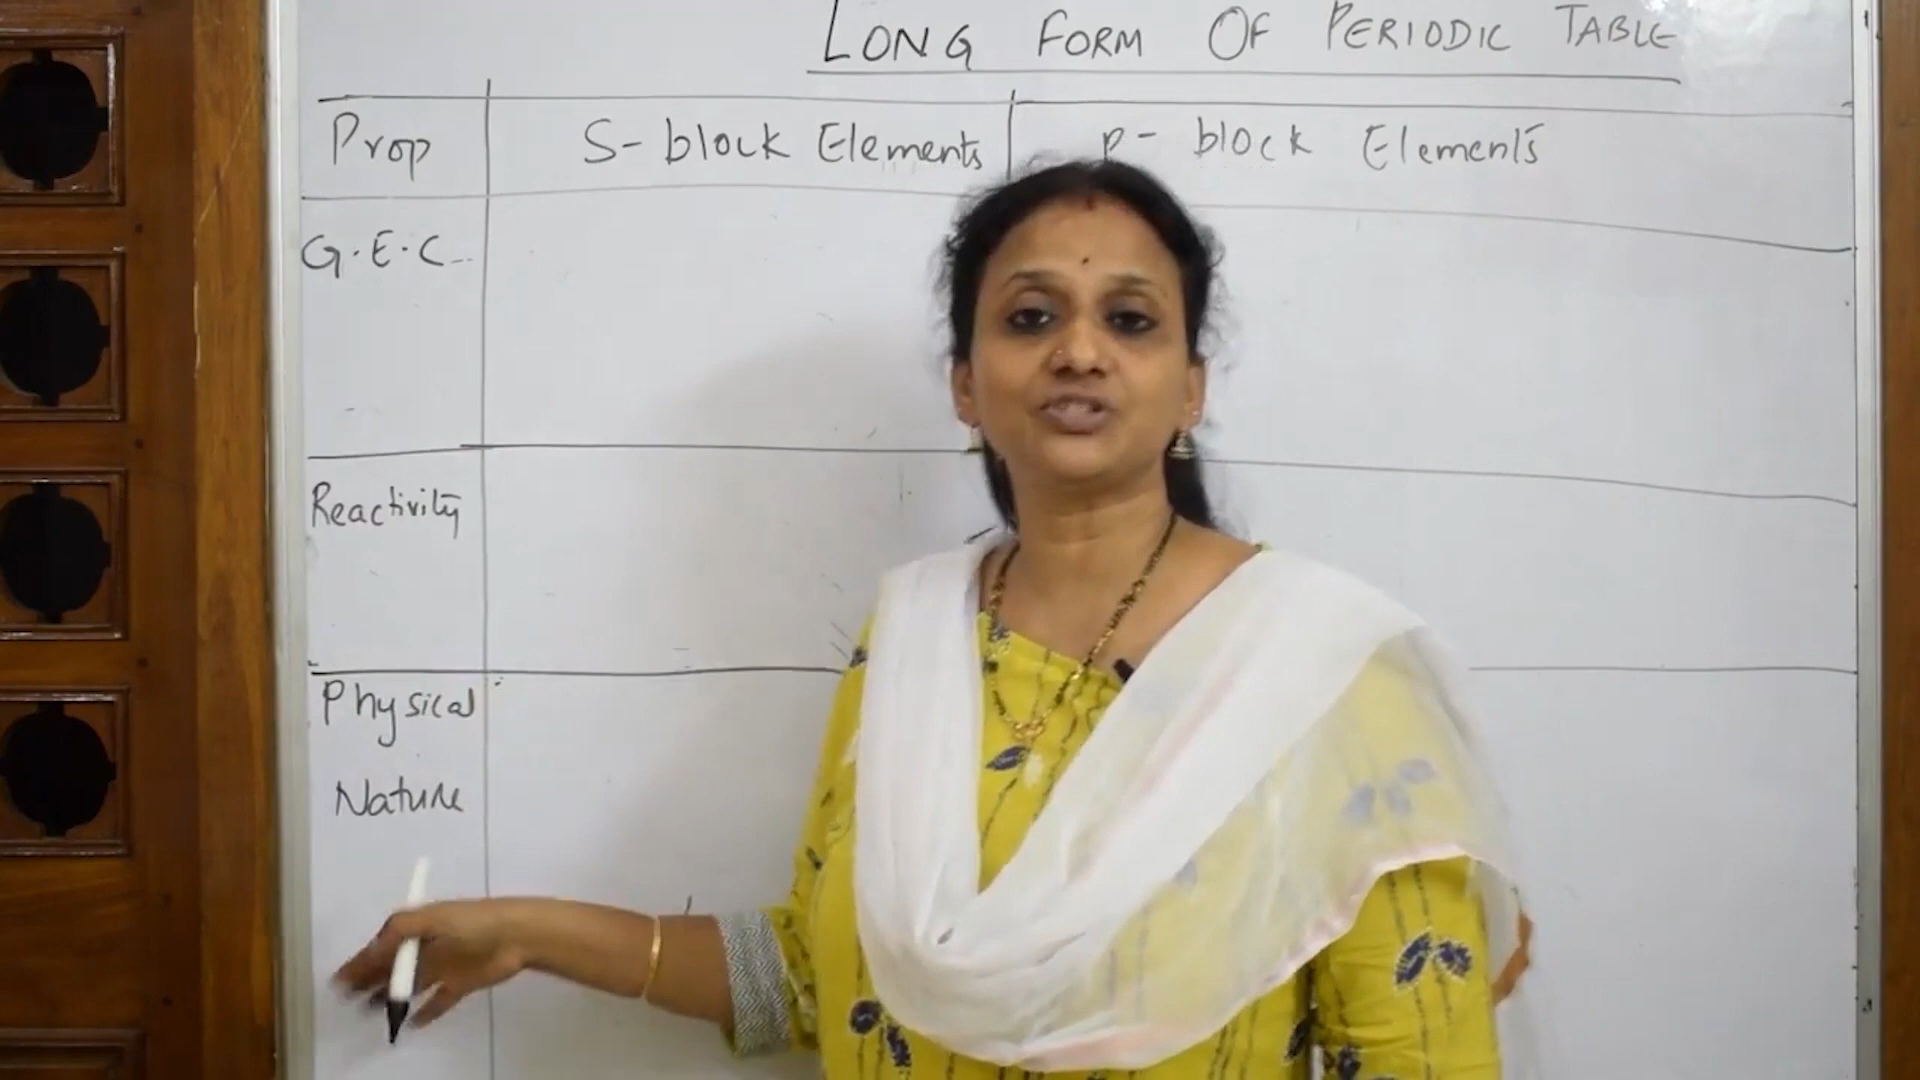 LONG FORM OF PERIODIC TABLE
Prop S-block Elements p-block Elements
G.E.C...
Reactivity
Physical
Nature